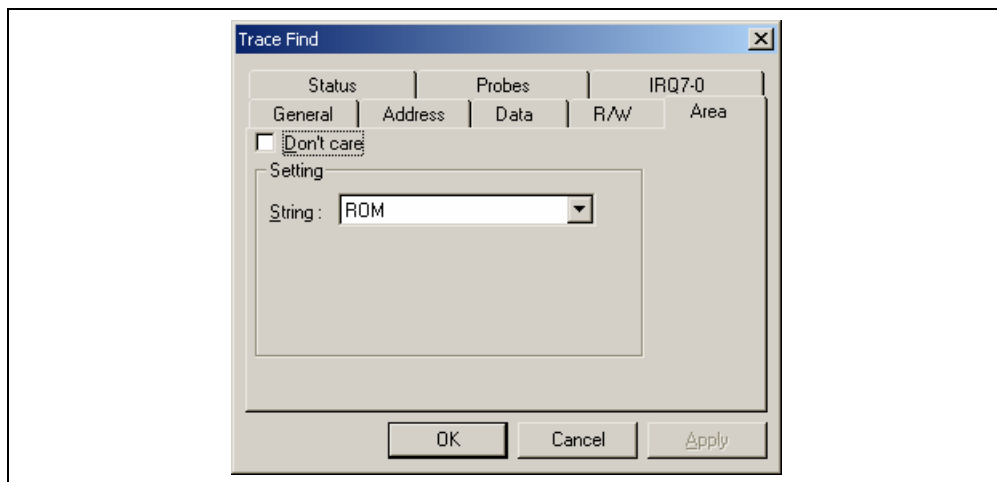 Trace Find
Status Probes IRQ7-0
General Address Data R/W Area
Don't care
Setting
String : ROM
OK Cancel Apply